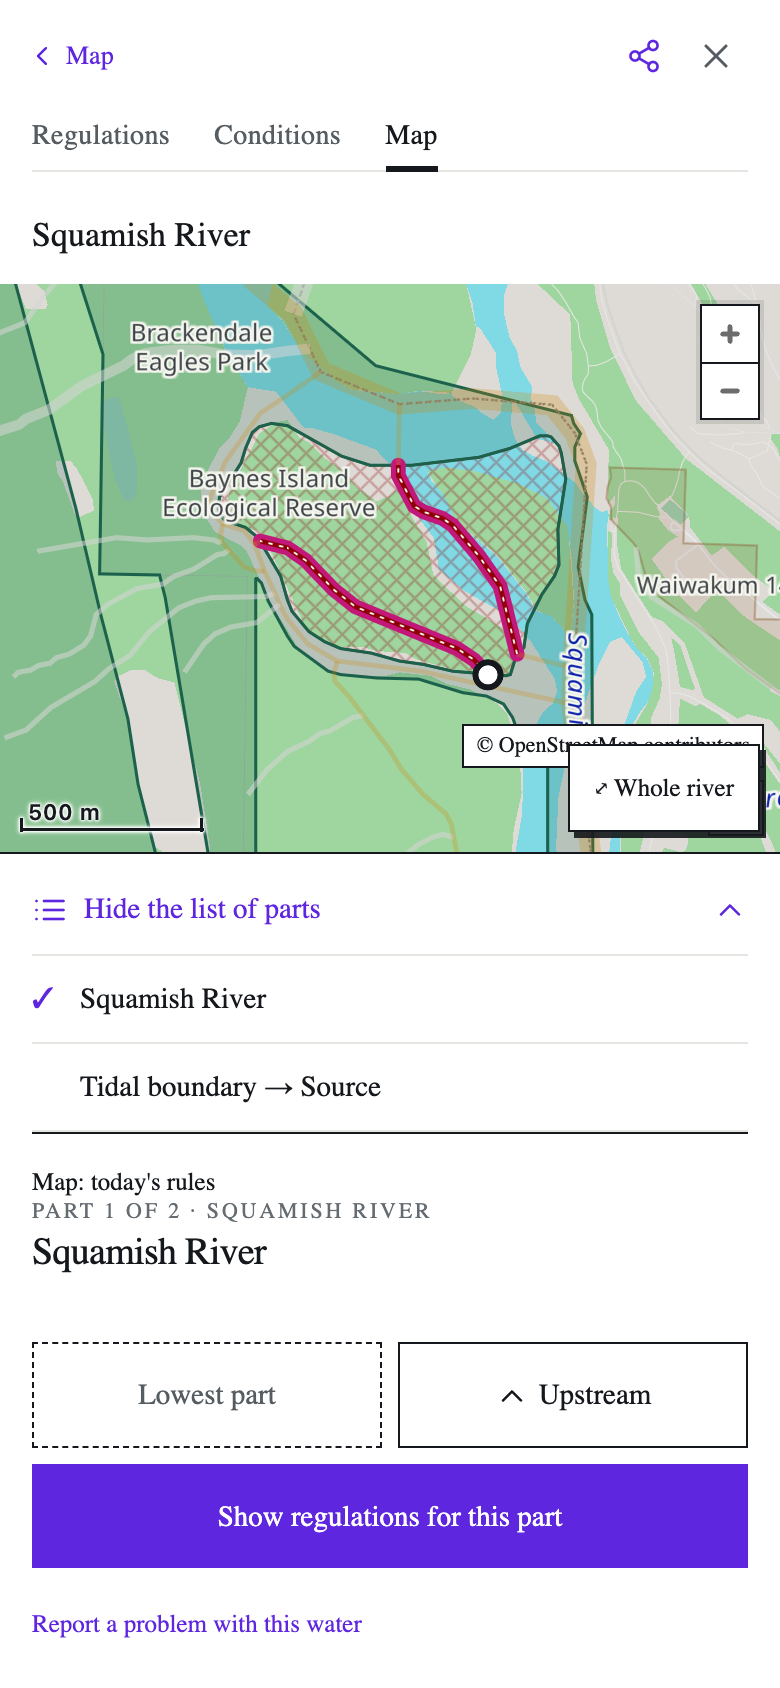 Map
Regulations
Conditions
Map
Squamish River
Brackendale
Eagles Park
Baynes Island
Ecological Reserve
Waiwakum 1
© OpenStreetMap contributors
Whole river
500 m
Hide the list of parts
✓ Squamish River
Tidal boundary → Source
Map: today's rules
PART 1 OF 2 · SQUAMISH RIVER
Squamish River
Lowest part
Upstream
Show regulations for this part
Report a problem with this water